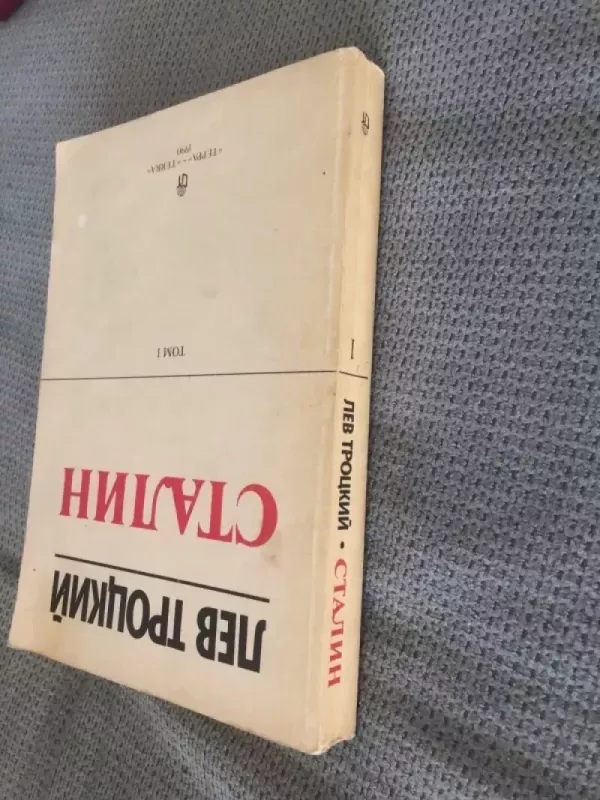 ЛЕВ ТРОЦКИЙ
СТАЛИН
ТОМ I
«ТЕРРА» – «TERRA»
1990
ЛЕВ ТРОЦКИЙ • СТАЛИН
I